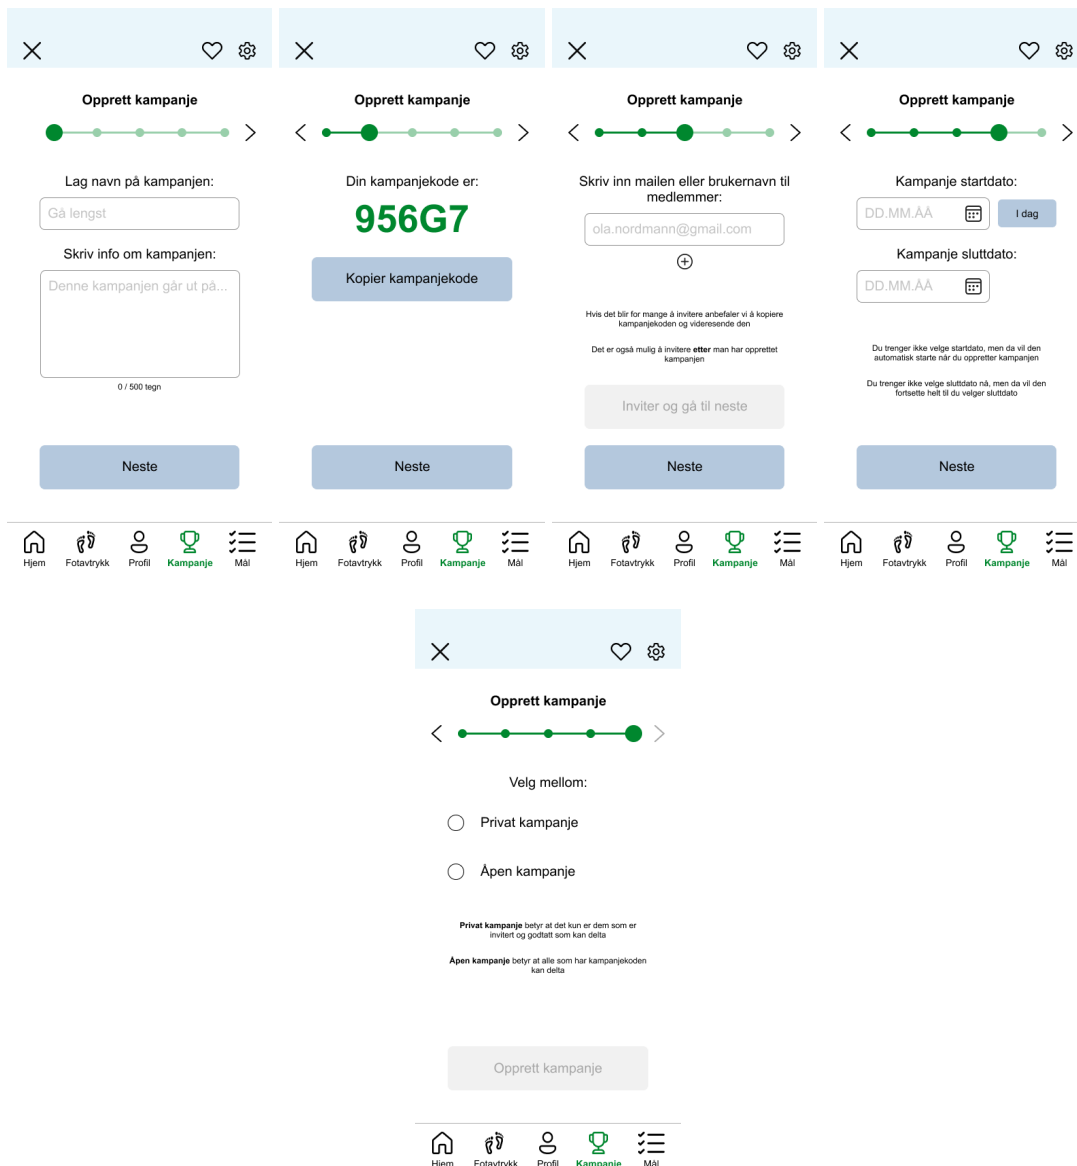 Opprett kampanje
Lag navn på kampanjen:
Gå lengst
Skriv info om kampanjen:
Denne kampanjen går ut på...
0 / 500 tegn
Neste
Hjem Fotavtrykk Profil Kampanje Mål
Opprett kampanje
Din kampanjekode er:
956G7
Kopier kampanjekode
Neste
Hjem Fotavtrykk Profil Kampanje Mål
Opprett kampanje
Skriv inn mailen eller brukernavn til
medlemmer:
ola.nordmann@gmail.com
Hvis det blir for mange å invitere anbefaler vi å kopiere
kampanjekoden og videresende den
Det er også mulig å invitere etter man har opprettet
kampanjen
Inviter og gå til neste
Neste
Hjem Fotavtrykk Profil Kampanje Mål
Opprett kampanje
Kampanje startdato:
DD.MM.ÅÅ
I dag
Kampanje sluttdato:
DD.MM.ÅÅ
Du trenger ikke velge startdato, men da vil den
automatisk starte når du oppretter kampanjen
Du trenger ikke velge sluttdato nå, men da vil den
fortsette helt til du velger sluttdato
Neste
Hjem Fotavtrykk Profil Kampanje Mål
Opprett kampanje
Velg mellom:
Privat kampanje
Åpen kampanje
Privat kampanje betyr at det kun er dem som er
invitert og godtatt som kan delta
Åpen kampanje betyr at alle som har kampanjekoden
kan delta
Opprett kampanje
Hjem Fotavtrykk Profil Kampanje Mål